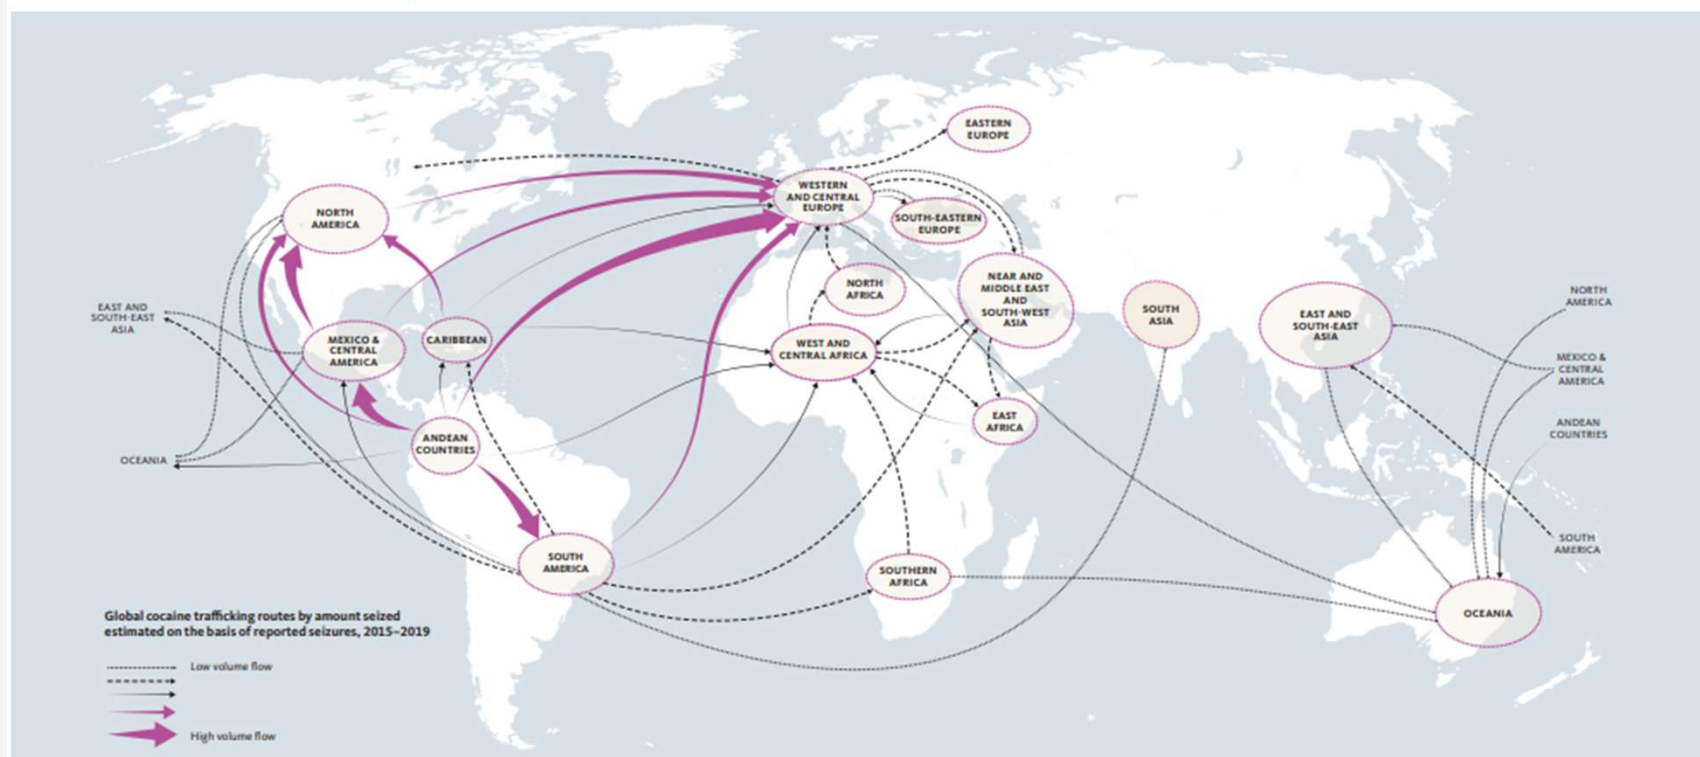 EASTERN
EUROPE
WESTERN
AND CENTRAL
EUROPE
NORTH
AMERICA
SOUTH-EASTERN
EUROPE
NORTH
AFRICA
NEAR AND
MIDDLE EAST
AND
SOUTH-WEST
ASIA
SOUTH
ASIA
EAST AND
SOUTH-EAST
ASIA
NORTH
AMERICA
EAST AND
SOUTH-EAST
ASIA
MEXICO &
CENTRAL
AMERICA
CARIBBEAN
WEST AND
CENTRAL AFRICA
MEXICO &
CENTRAL
AMERICA
EAST
AFRICA
ANDEAN
COUNTRIES
ANDEAN
COUNTRIES
OCEANIA
SOUTH
AMERICA
SOUTH
AMERICA
SOUTHERN
AFRICA
OCEANIA
Global cocaine trafficking routes by amount seized
estimated on the basis of reported seizures, 2015–2019
Low volume flow
High volume flow